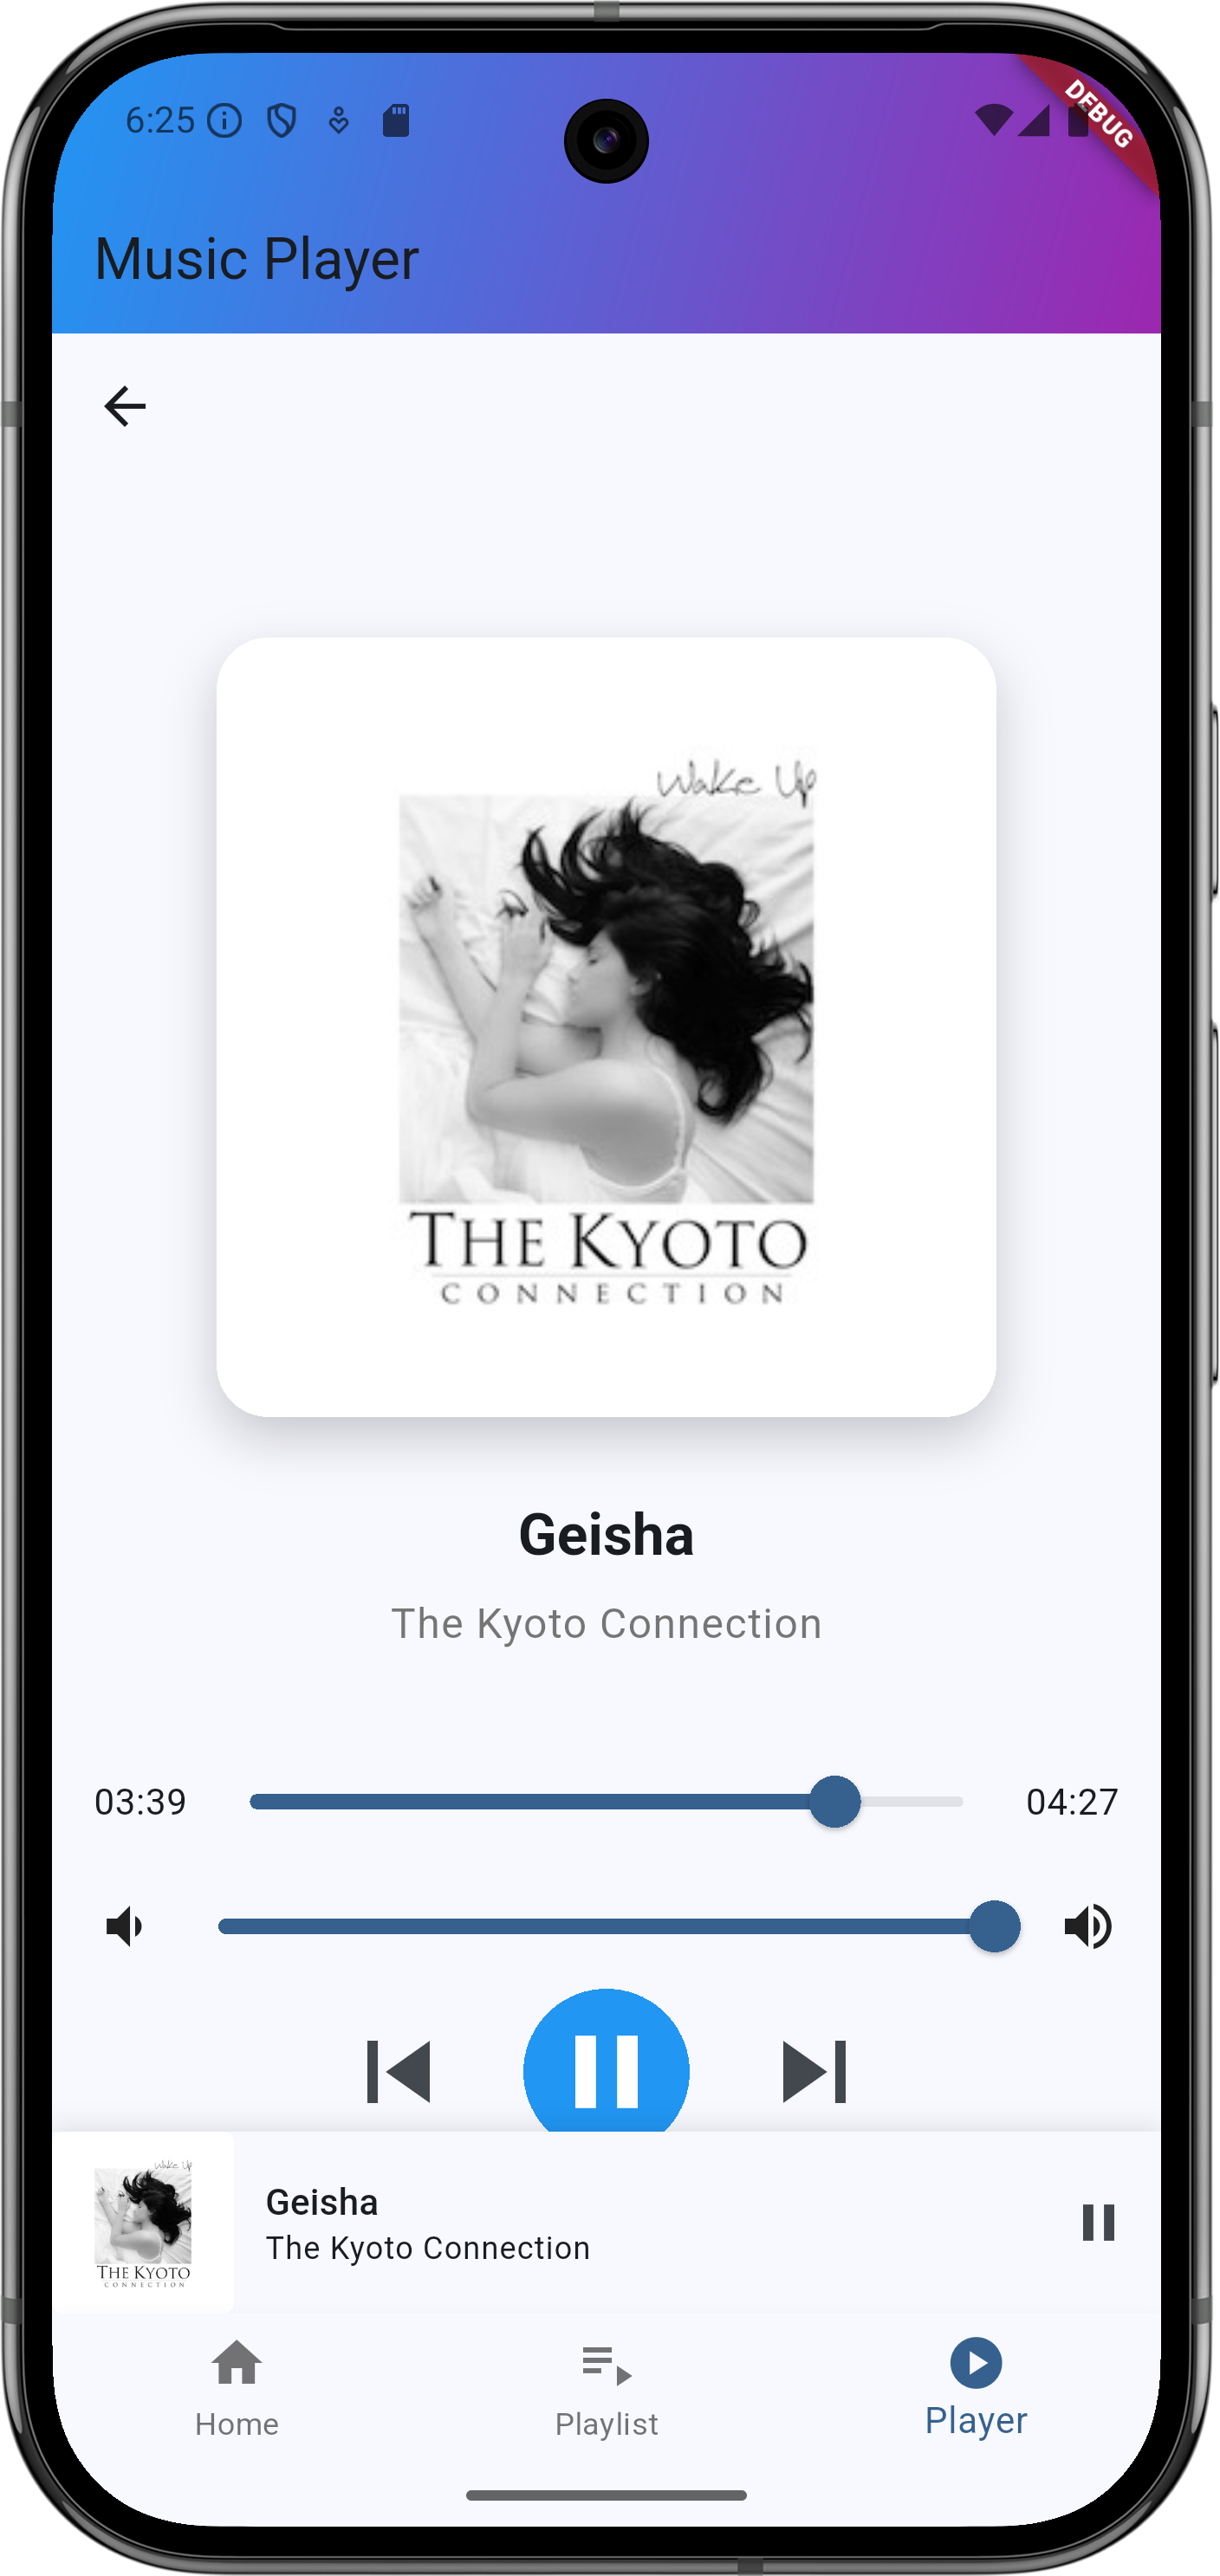 6:25
DEBUG
Music Player
Wake Up
THE KYOTO
CONNECTION
Geisha
The Kyoto Connection
03:39
04:27
Wake Up
THE KYOTO
CONNECTION
Geisha
The Kyoto Connection
Home
Playlist
Player